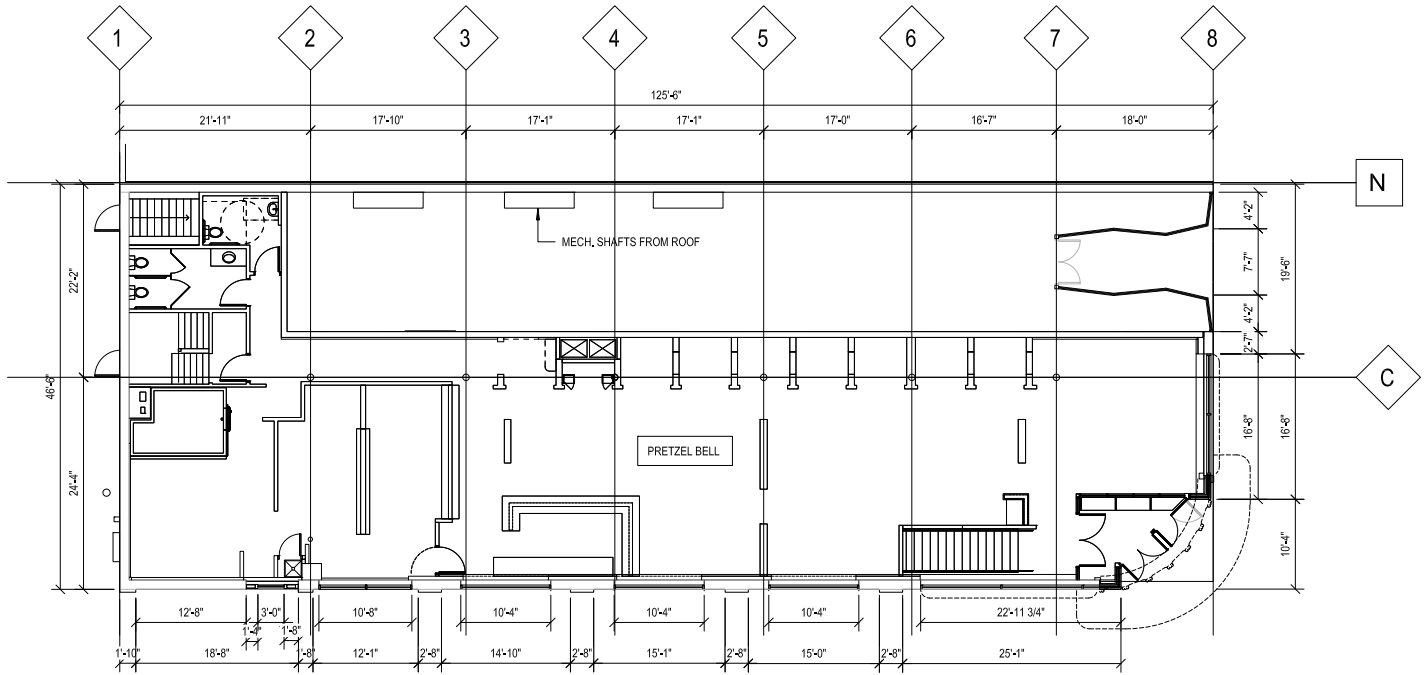 1 2 3 4 5 6 7 8
125'-6"
21'-11" 17'-10" 17'-1" 17'-1" 17'-0" 16'-7" 18'-0"
N
MECH. SHAFTS FROM ROOF
4'-2"
7'-7"
4'-2"
2'-7"
19'-6"
22'-2"
46'-6"
24'-4"
C
PRETZEL BELL
16'-8"
16'-8"
10'-4"
12'-8" 3'-0" 10'-8" 10'-4" 10'-4" 10'-4" 22'-11 3/4"
1'-4" 1'-8"
1'-10" 18'-8" 1'-8" 12'-1" 2'-8" 14'-10" 2'-8" 15'-1" 2'-8" 15'-0" 2'-8" 25'-1"